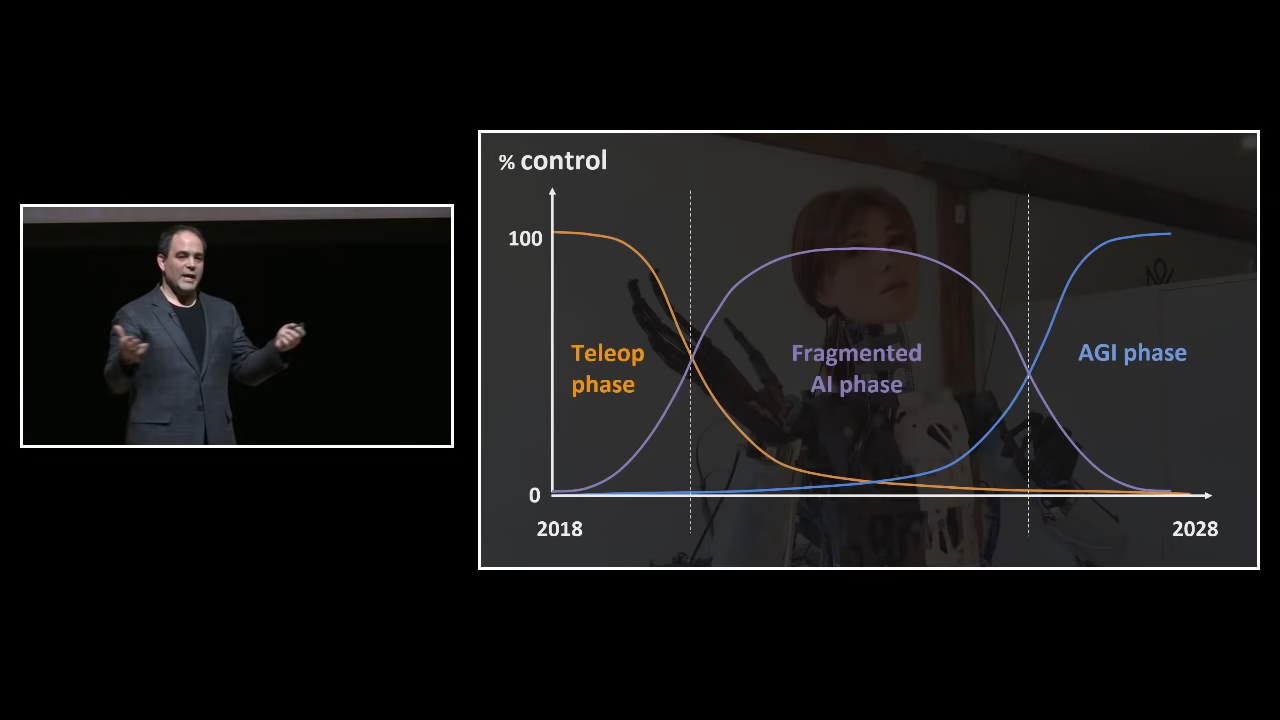 % control
100
Teleop
phase
Fragmented
AI phase
AGI phase
0
2018
2028